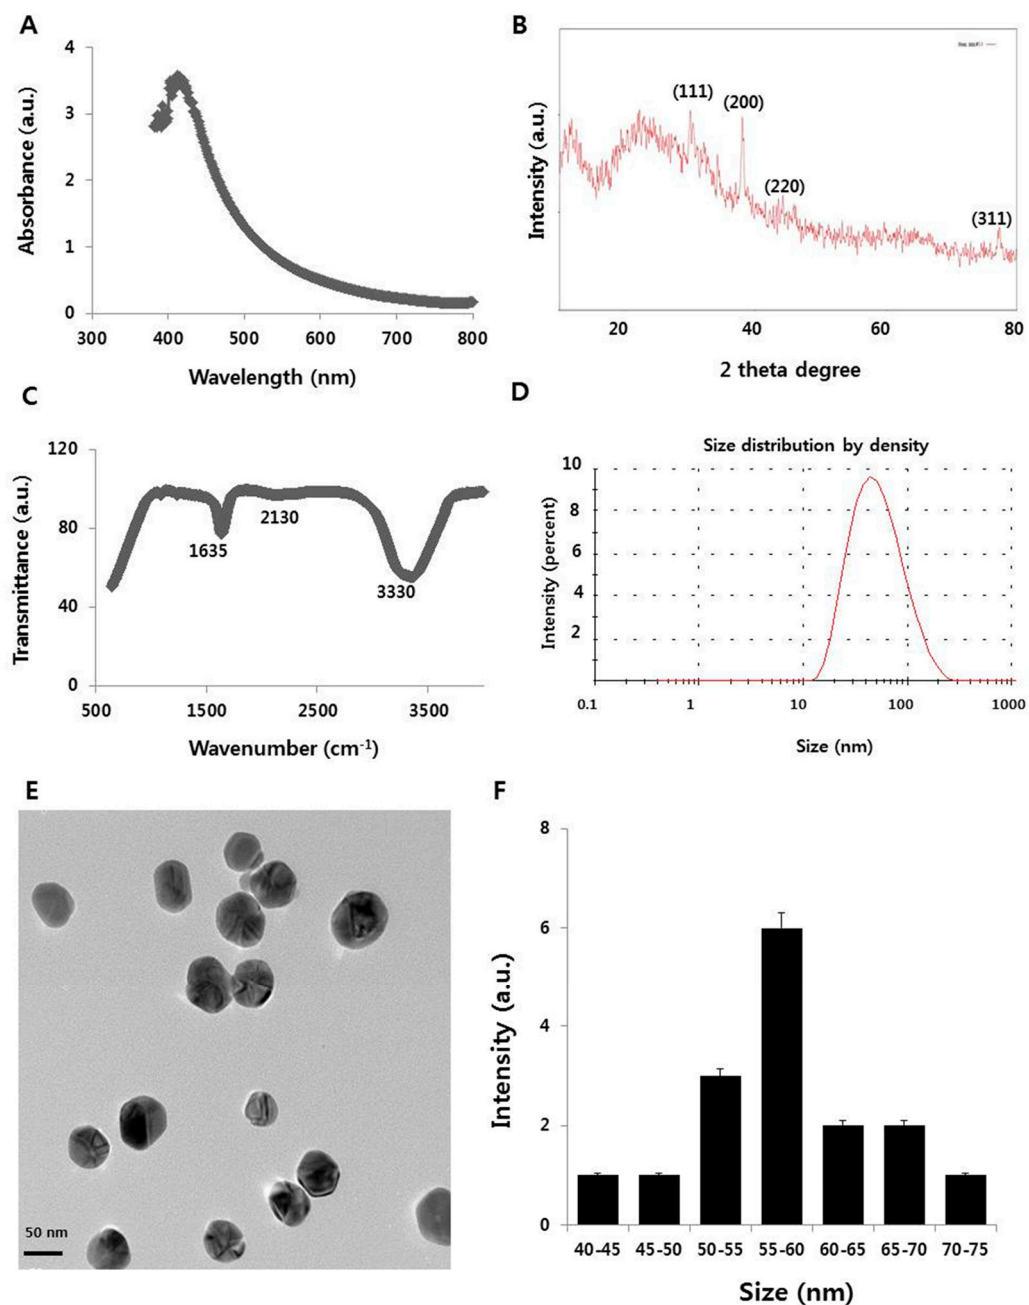 A
Absorbance (a.u.)
4
3
2
1
0
300 400 500 600 700 800
Wavelength (nm)
B
Intensity (a.u.)
(111)
(200)
(220)
(311)
20 40 60 80
2 theta degree
C
Transmittance (a.u.)
120
80
40
0
1635
2130
3330
500 1500 2500 3500
Wavenumber (cm-1)
D
Size distribution by density
Intensity (percent)
10
8
6
4
2
0.1 1 10 100 1000
Size (nm)
E
50 nm
F
Intensity (a.u.)
8
6
4
2
0
40-45 45-50 50-55 55-60 60-65 65-70 70-75
Size (nm)